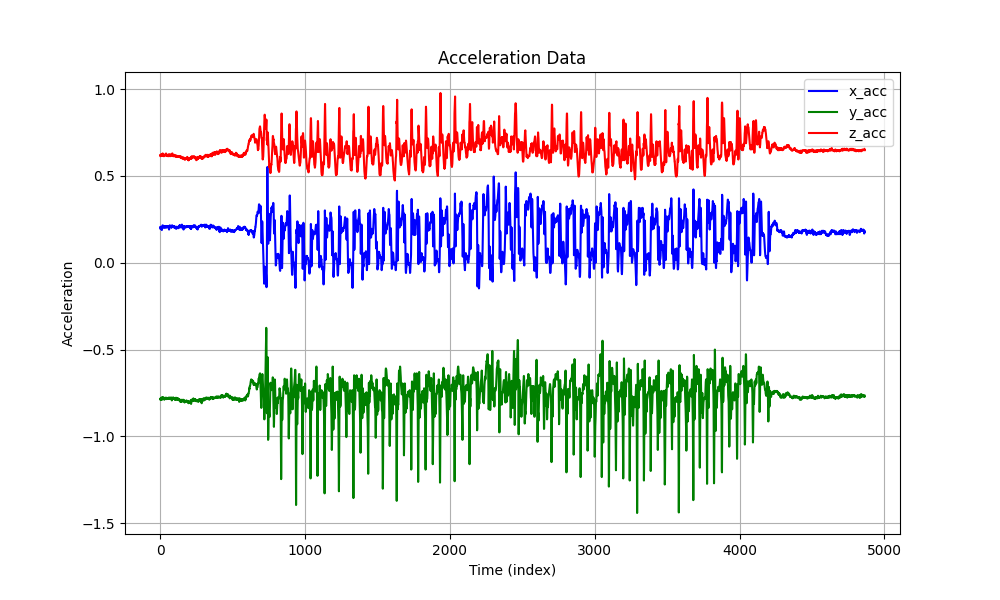 Acceleration Data
1.0
0.5
0.0
−0.5
−1.0
−1.5
Acceleration
x_acc
y_acc
z_acc
0 1000 2000 3000 4000 5000
Time (index)